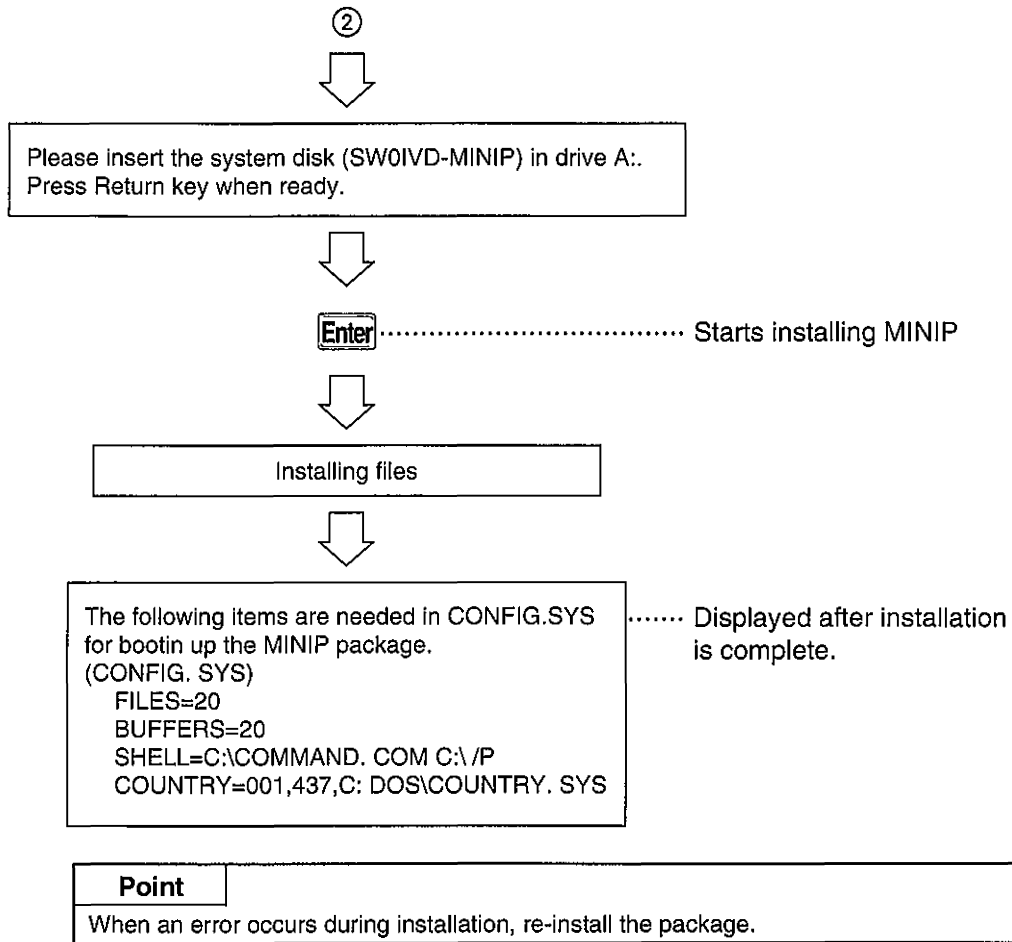 ②
Please insert the system disk (SW0IVD-MINIP) in drive A:.
Press Return key when ready.
Enter ................................ Starts installing MINIP
Installing files
The following items are needed in CONFIG.SYS ....... Displayed after installation
for bootin up the MINIP package. is complete.
(CONFIG. SYS)
FILES=20
BUFFERS=20
SHELL=C:\COMMAND. COM C:\ /P
COUNTRY=001,437,C: DOS\COUNTRY. SYS
Point
When an error occurs during installation, re-install the package.